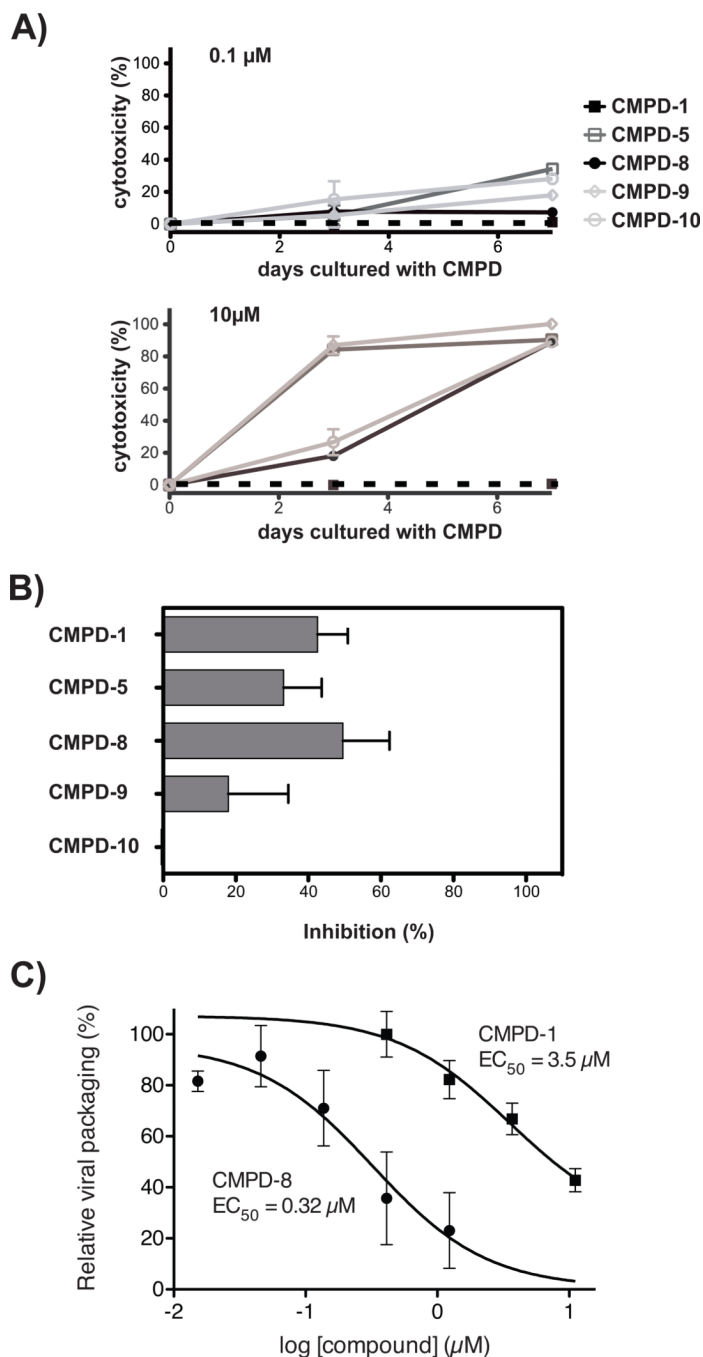 A)
0.1 µM
cytotoxicity (%)
100
80
60
40
20
0
0 2 4 6
days cultured with CMPD
CMPD-1
CMPD-5
CMPD-8
CMPD-9
CMPD-10
10µM
cytotoxicity (%)
100
80
60
40
20
0
0 2 4 6
days cultured with CMPD
B)
CMPD-1
CMPD-5
CMPD-8
CMPD-9
CMPD-10
0 20 40 60 80 100
Inhibition (%)
C)
Relative viral packaging (%)
100
80
60
40
20
0
CMPD-1
EC50 = 3.5 µM
CMPD-8
EC50 = 0.32 µM
-2 -1 0 1
log [compound] (µM)